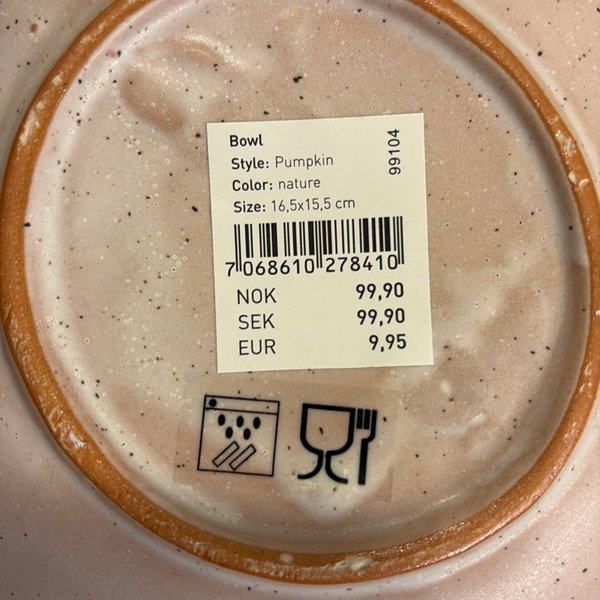 Bowl
Style: Pumpkin
Color: nature
Size: 16,5x15,5 cm
99104
7 068610 278410
NOK 99,90
SEK 99,90
EUR 9,95